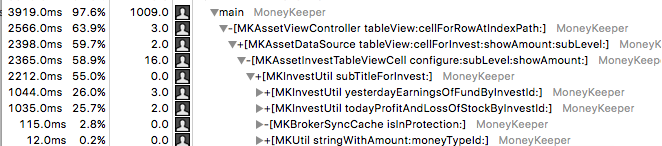 3919.0ms 97.6% 1009.0 ▼main MoneyKeeper
2566.0ms 63.9% 3.0 ▼-[MKAssetViewController tableView:cellForRowAtIndexPath:] MoneyKeeper
2398.0ms 59.7% 2.0 ▼+[MKAssetDataSource tableView:cellForInvest:showAmount:subLevel:] MoneyKeeper
2365.0ms 58.9% 16.0 ▼-[MKAssetInvestTableViewCell configure:subLevel:showAmount:] MoneyKeeper
2212.0ms 55.0% 0.0 ▼+[MKInvestUtil subTitleForInvest:] MoneyKeeper
1044.0ms 26.0% 3.0 ▶+[MKInvestUtil yesterdayEarningsOfFundByInvestId:] MoneyKeeper
1035.0ms 25.7% 2.0 ▶+[MKInvestUtil todayProfitAndLossOfStockByInvestId:] MoneyKeeper
115.0ms 2.8% 0.0 ▶-[MKBrokerSyncCache isInProtection:] MoneyKeeper
12.0ms 0.2% 0.0 ▶+[MKUtil stringWithAmount:moneyTypeId:] MoneyKeeper